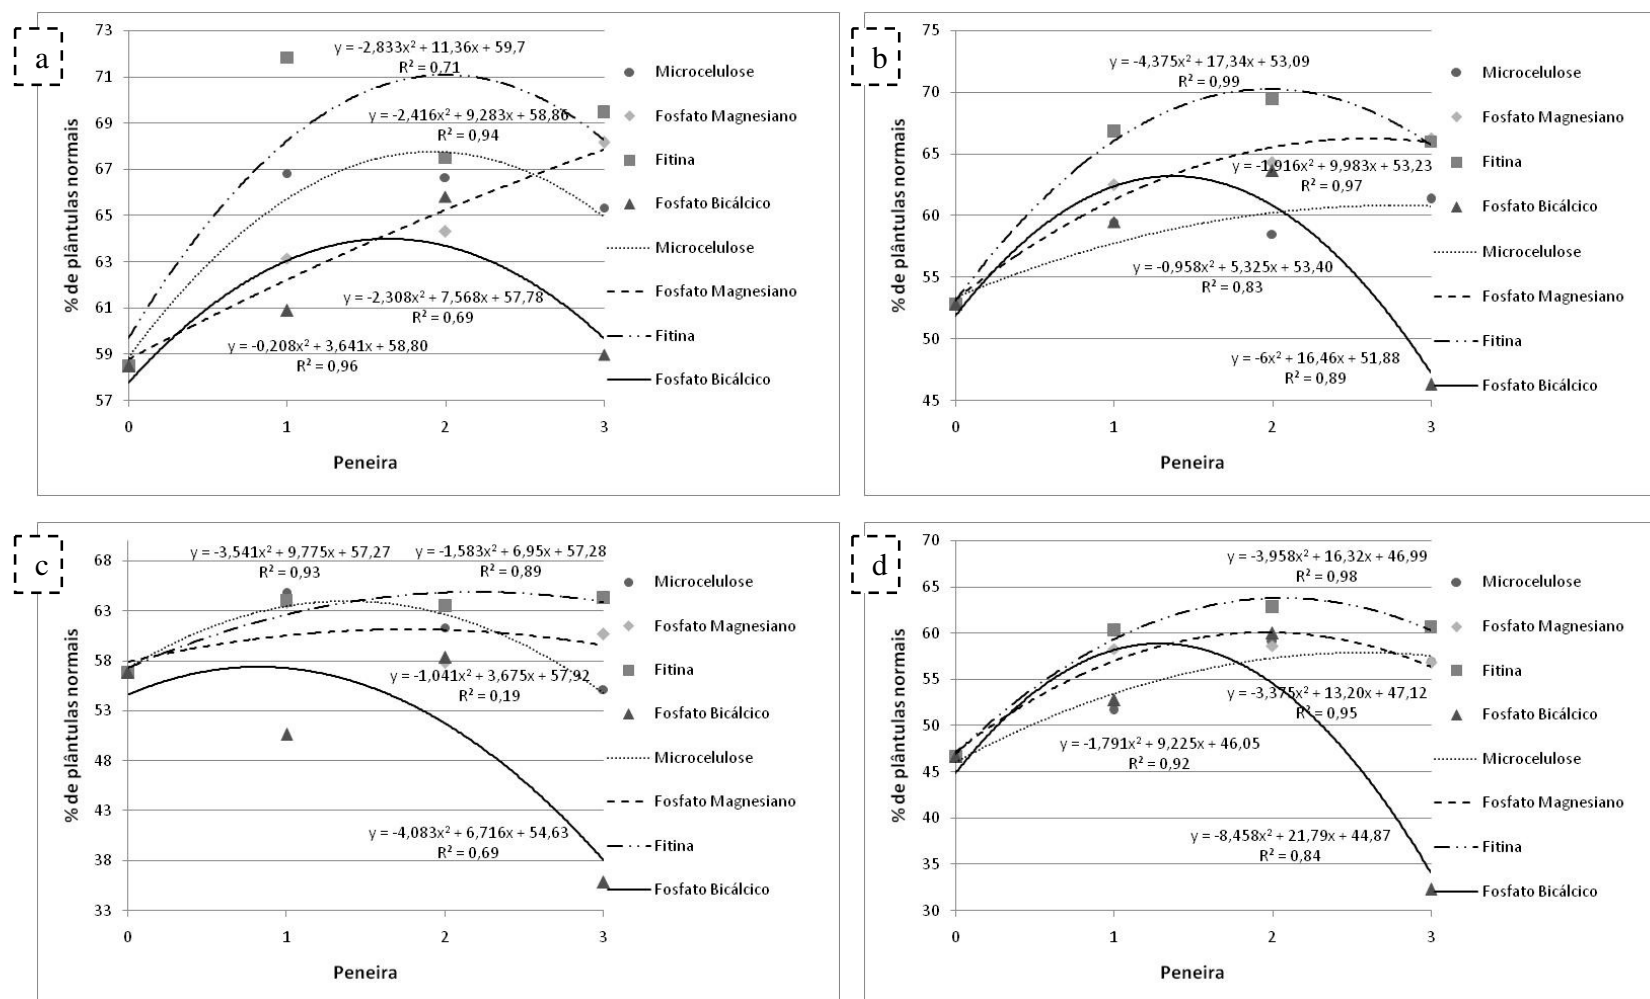 a
73
71
69
67
65
63
61
59
57
0
1
2
3
% de plântulas normais
Peneira
y = -2,833x² + 11,36x + 59,7
R² = 0,71
y = -2,416x² + 9,283x + 58,86
R² = 0,94
y = -2,308x² + 7,568x + 57,78
R² = 0,69
y = -0,208x² + 3,641x + 58,80
R² = 0,96
Microcelulose
Fosfato Magnesiano
Fitina
Fosfato Bicálcico
Microcelulose
Fosfato Magnesiano
Fitina
Fosfato Bicálcico
b
75
70
65
60
55
50
45
0
1
2
3
% de plântulas normais
Peneira
y = -4,375x² + 17,34x + 53,09
R² = 0,99
y = -1,916x² + 9,983x + 53,23
R² = 0,97
y = -0,958x² + 5,325x + 53,40
R² = 0,83
y = -6x² + 16,46x + 51,88
R² = 0,89
Microcelulose
Fosfato Magnesiano
Fitina
Fosfato Bicálcico
Microcelulose
Fosfato Magnesiano
Fitina
Fosfato Bicálcico
c
68
63
58
53
48
43
38
33
0
1
2
3
% de plântulas normais
Peneira
y = -3,541x² + 9,775x + 57,27
R² = 0,93
y = -1,583x² + 6,95x + 57,28
R² = 0,89
y = -1,041x² + 3,675x + 57,92
R² = 0,19
y = -4,083x² + 6,716x + 54,63
R² = 0,69
Microcelulose
Fosfato Magnesiano
Fitina
Fosfato Bicálcico
Microcelulose
Fosfato Magnesiano
Fitina
Fosfato Bicálcico
d
70
65
60
55
50
45
40
35
30
0
1
2
3
% de plântulas normais
Peneira
y = -3,958x² + 16,32x + 46,99
R² = 0,98
y = -3,375x² + 13,20x + 47,12
R² = 0,95
y = -1,791x² + 9,225x + 46,05
R² = 0,92
y = -8,458x² + 21,79x + 44,87
R² = 0,84
Microcelulose
Fosfato Magnesiano
Fitina
Fosfato Bicálcico
Microcelulose
Fosfato Magnesiano
Fitina
Fosfato Bicálcico